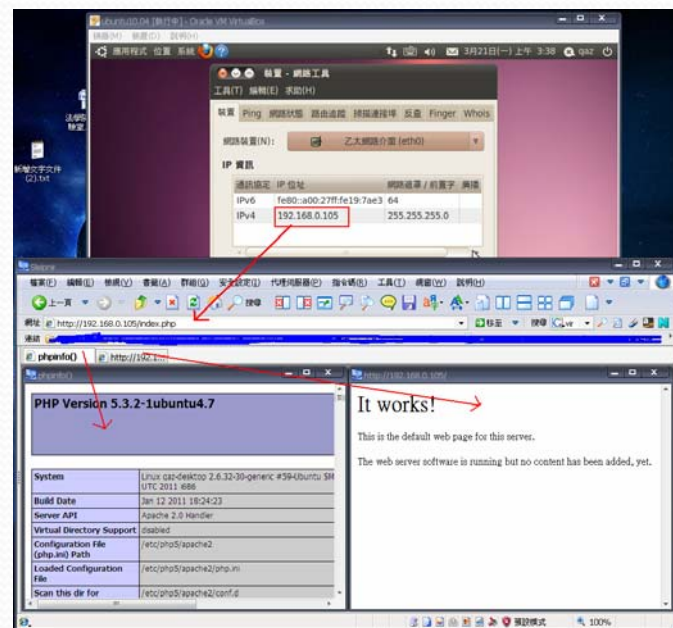 ubuntu10.04 [執行中] - Oracle VM VirtualBox
機器(M) 裝置(D) 說明(H)
應用程式 位置 系統 3月21日(一)上午 3:38 qaz
裝置 - 網路工具
工具(T) 編輯(E) 求助(H)
裝置 Ping 網路狀態 路由追蹤 掃描連接埠 反查 Finger Whois
網路裝置(N): 乙太網路介面 (eth0)
IP 資訊
通訊協定 IP 位址 網路遮罩 / 前置字 廣播
IPv6 fe80::a00:27ff:fe19:7ae3 64
IPv4 192.168.0.105 255.255.255.0
新增文字文件
(2).txt
檔案(F) 編輯(E) 檢視(V) 書籤(A) 群組(G) 安全設定(I) 代理伺服器(P) 指令碼(R) 工具(T) 視窗(W) 說明(H)
上一頁 搜尋
網址 http://192.168.0.105/index.php 移至 搜尋
連結
phpinfo() http://192.1...
phpinfo() http://192.168.0.105/
PHP Version 5.3.2-1ubuntu4.7
System Linux qaz-desktop 2.6.32-30-generic #59-Ubuntu SM
UTC 2011 i686
Build Date Jan 12 2011 18:24:23
Server API Apache 2.0 Handler
Virtual Directory Support disabled
Configuration File
(php.ini) Path /etc/php5/apache2
Loaded Configuration
File /etc/php5/apache2/php.ini
Scan this dir for /etc/php5/apache2/conf.d
It works!
This is the default web page for this server.
The web server software is running but no content has been added, yet.
預設模式 100%